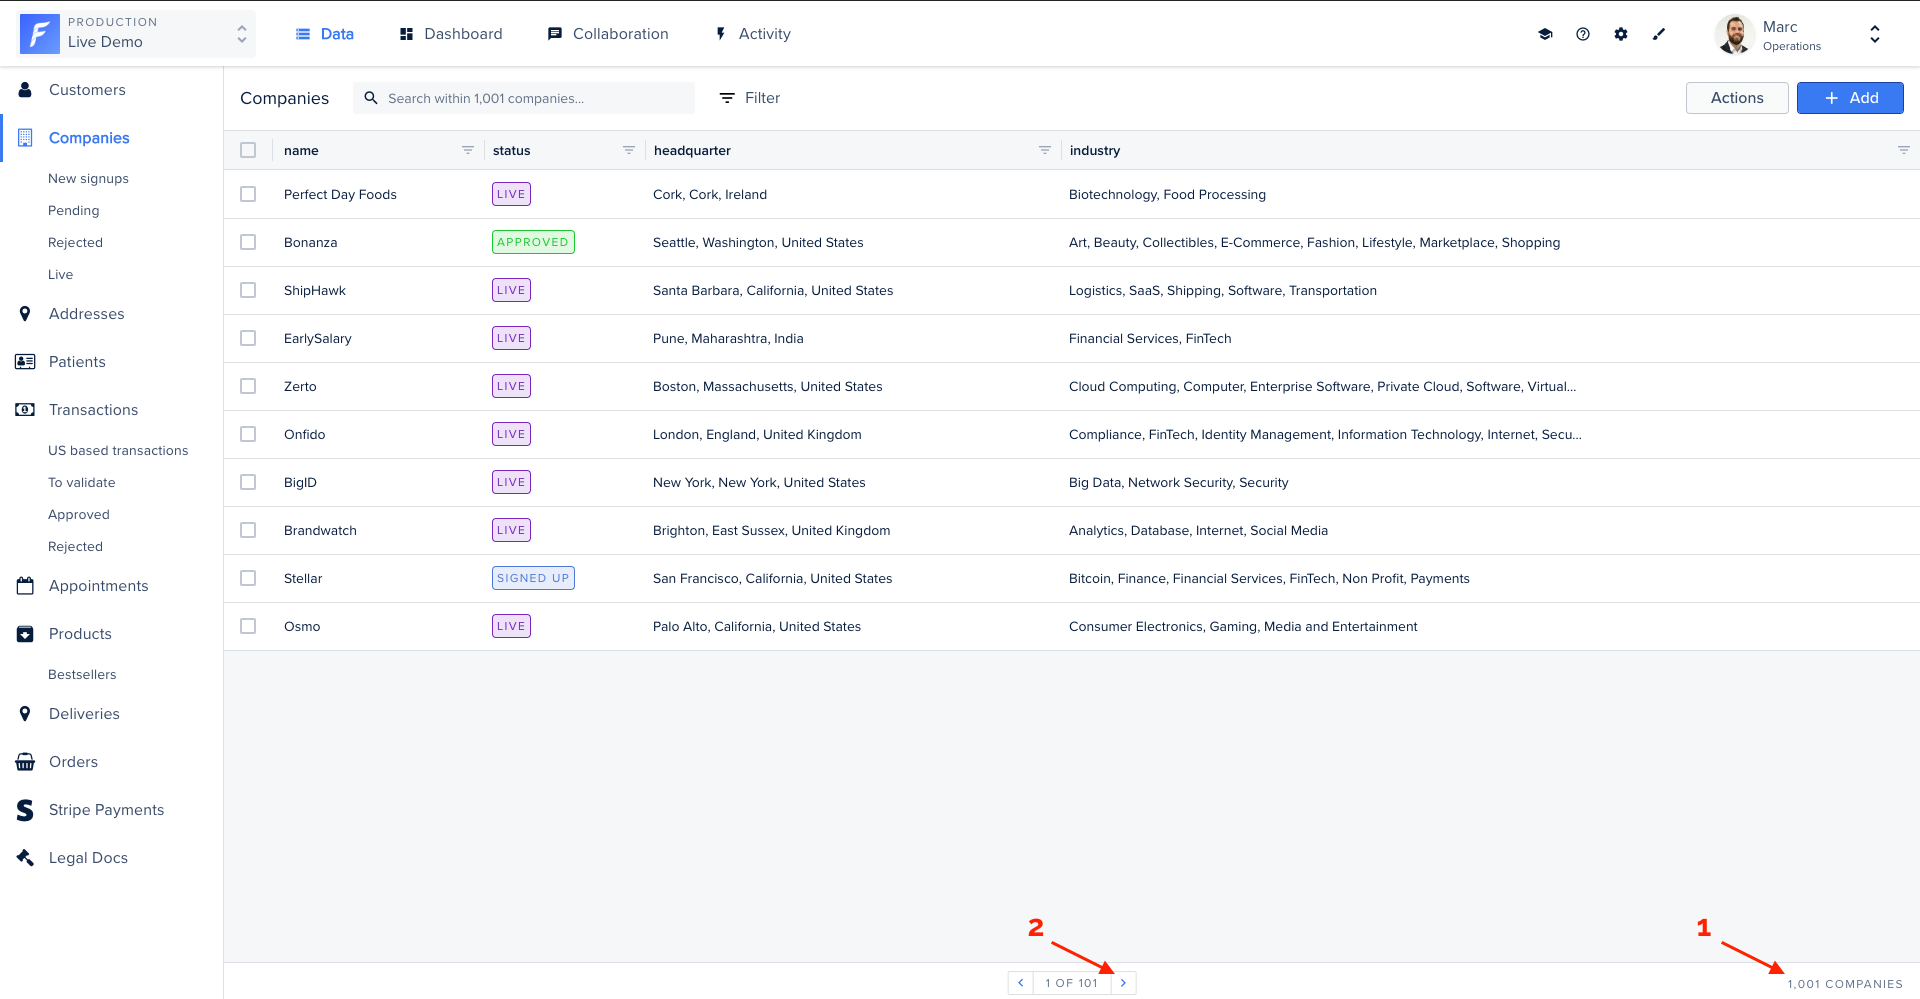 PRODUCTION
Live Demo
Data
Dashboard
Collaboration
Activity
Marc
Operations
Customers
Companies
New signups
Pending
Rejected
Live
Addresses
Patients
Transactions
US based transactions
To validate
Approved
Rejected
Appointments
Products
Bestsellers
Deliveries
Orders
Stripe Payments
Legal Docs
Companies
Search within 1,001 companies...
Filter
Actions
+ Add
name status headquarter industry
Perfect Day Foods LIVE Cork, Cork, Ireland Biotechnology, Food Processing
Bonanza APPROVED Seattle, Washington, United States Art, Beauty, Collectibles, E-Commerce, Fashion, Lifestyle, Marketplace, Shopping
ShipHawk LIVE Santa Barbara, California, United States Logistics, SaaS, Shipping, Software, Transportation
EarlySalary LIVE Pune, Maharashtra, India Financial Services, FinTech
Zerto LIVE Boston, Massachusetts, United States Cloud Computing, Computer, Enterprise Software, Private Cloud, Software, Virtual...
Onfido LIVE London, England, United Kingdom Compliance, FinTech, Identity Management, Information Technology, Internet, Secu...
BigID LIVE New York, New York, United States Big Data, Network Security, Security
Brandwatch LIVE Brighton, East Sussex, United Kingdom Analytics, Database, Internet, Social Media
Stellar SIGNED UP San Francisco, California, United States Bitcoin, Finance, Financial Services, FinTech, Non Profit, Payments
Osmo LIVE Palo Alto, California, United States Consumer Electronics, Gaming, Media and Entertainment
2
1
1 OF 101
1,001 COMPANIES